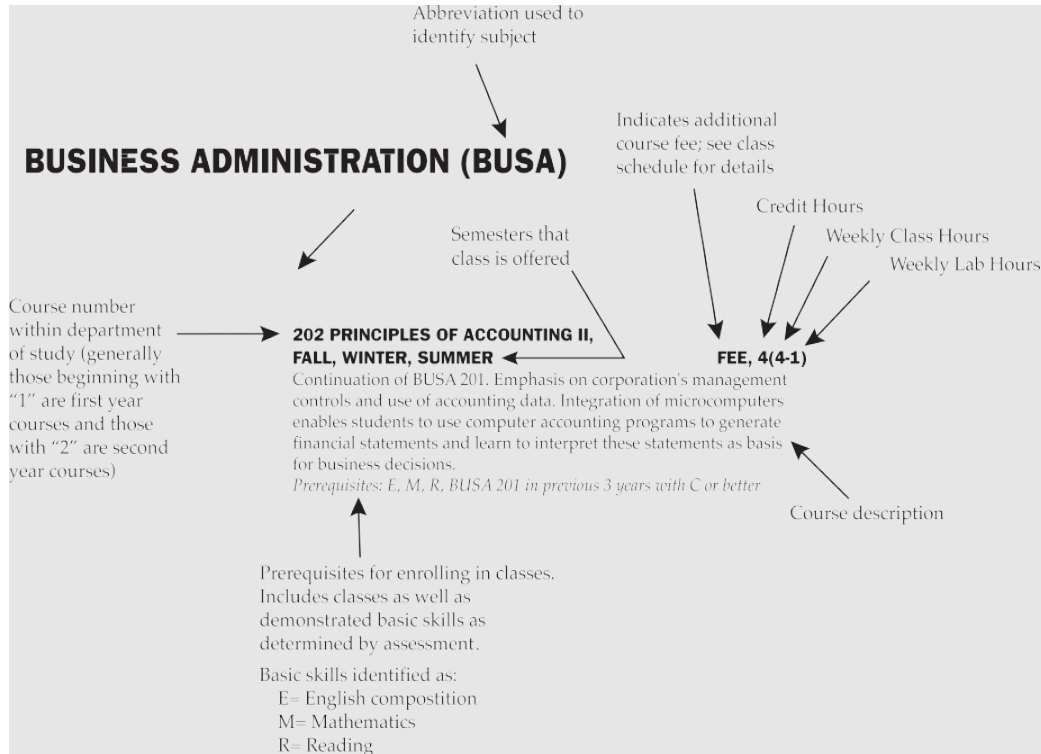 Abbreviation used to
identify subject
BUSINESS ADMINISTRATION (BUSA)
Indicates additional
course fee; see class
schedule for details
Credit Hours
Weekly Class Hours
Weekly Lab Hours
Semesters that
class is offered
Course number
within department
of study (generally
those beginning with
“1” are first year
courses and those
with “2” are second
year courses)
202 PRINCIPLES OF ACCOUNTING II,
FALL, WINTER, SUMMER
FEE, 4(4-1)
Continuation of BUSA 201. Emphasis on corporation's management
controls and use of accounting data. Integration of microcomputers
enables students to use computer accounting programs to generate
financial statements and learn to interpret these statements as basis
for business decisions.
Prerequisites: E, M, R, BUSA 201 in previous 3 years with C or better
Course description
Prerequisites for enrolling in classes.
Includes classes as well as
demonstrated basic skills as
determined by assessment.
Basic skills identified as:
E= English compostition
M= Mathematics
R= Reading